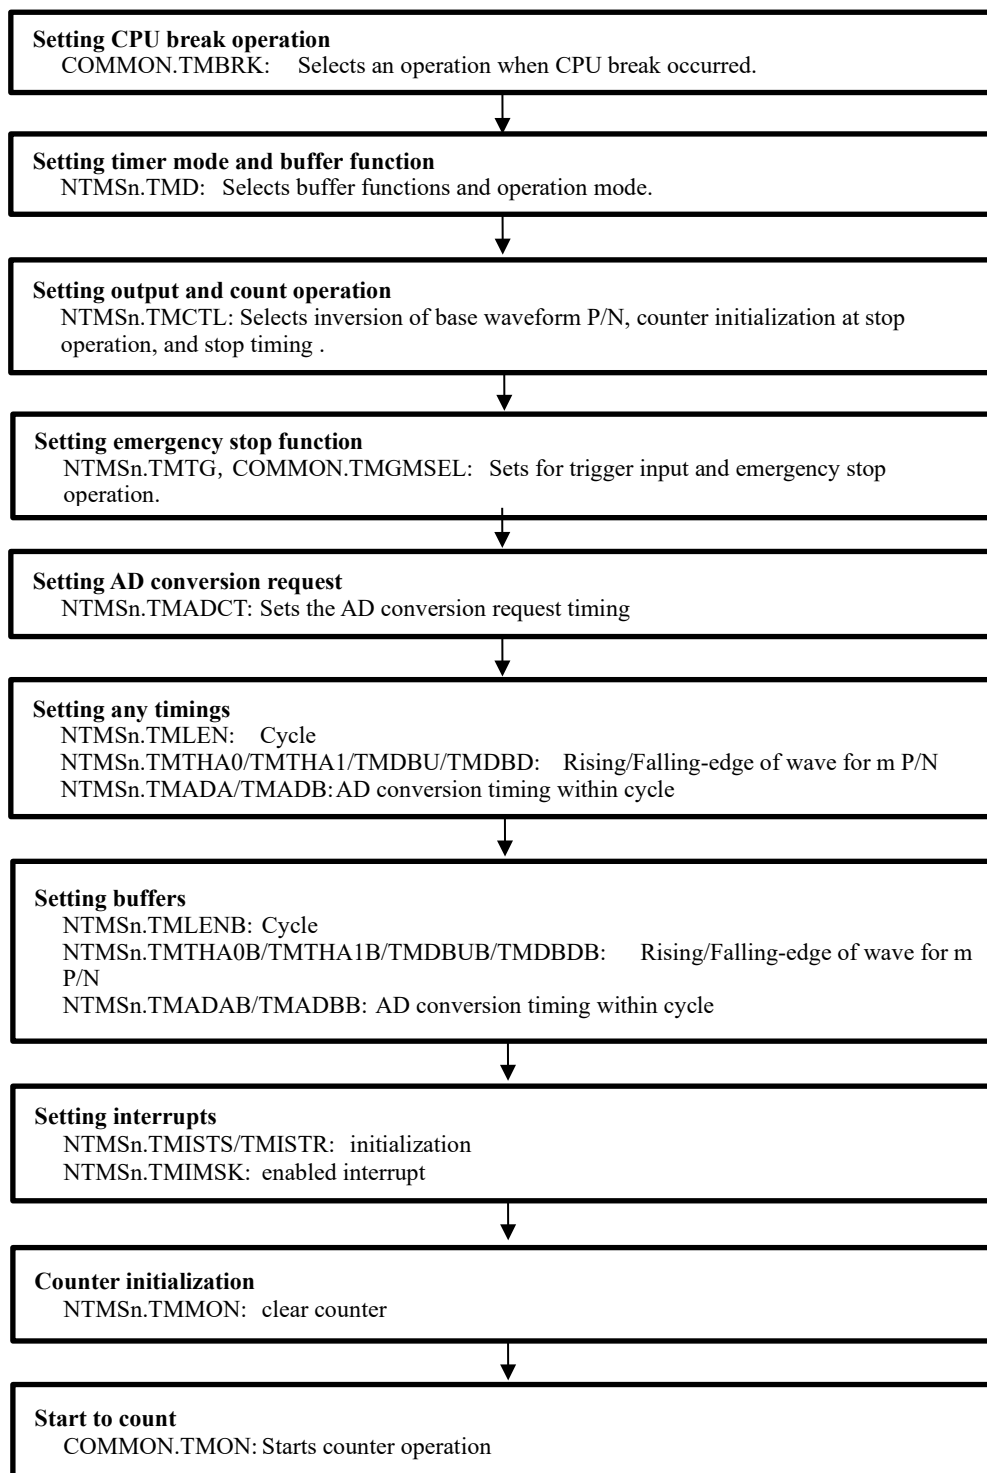 Setting CPU break operation
COMMON.TMBRK: Selects an operation when CPU break occurred.
Setting timer mode and buffer function
NTMSn.TMD: Selects buffer functions and operation mode.
Setting output and count operation
NTMSn.TMCTL: Selects inversion of base waveform P/N, counter initialization at stop
operation, and stop timing .
Setting emergency stop function
NTMSn.TMTG, COMMON.TMGMSEL: Sets for trigger input and emergency stop
operation.
Setting AD conversion request
NTMSn.TMADCT: Sets the AD conversion request timing
Setting any timings
NTMSn.TMLEN: Cycle
NTMSn.TMTHA0/TMTHA1/TMDBU/TMDBD: Rising/Falling-edge of wave for m P/N
NTMSn.TMADA/TMADB: AD conversion timing within cycle
Setting buffers
NTMSn.TMLENB: Cycle
NTMSn.TMTHA0B/TMTHA1B/TMDBUB/TMDBDB: Rising/Falling-edge of wave for m
P/N
NTMSn.TMADAB/TMADBB: AD conversion timing within cycle
Setting interrupts
NTMSn.TMISTS/TMISTR: initialization
NTMSn.TMIMSK: enabled interrupt
Counter initialization
NTMSn.TMMON: clear counter
Start to count
COMMON.TMON: Starts counter operation